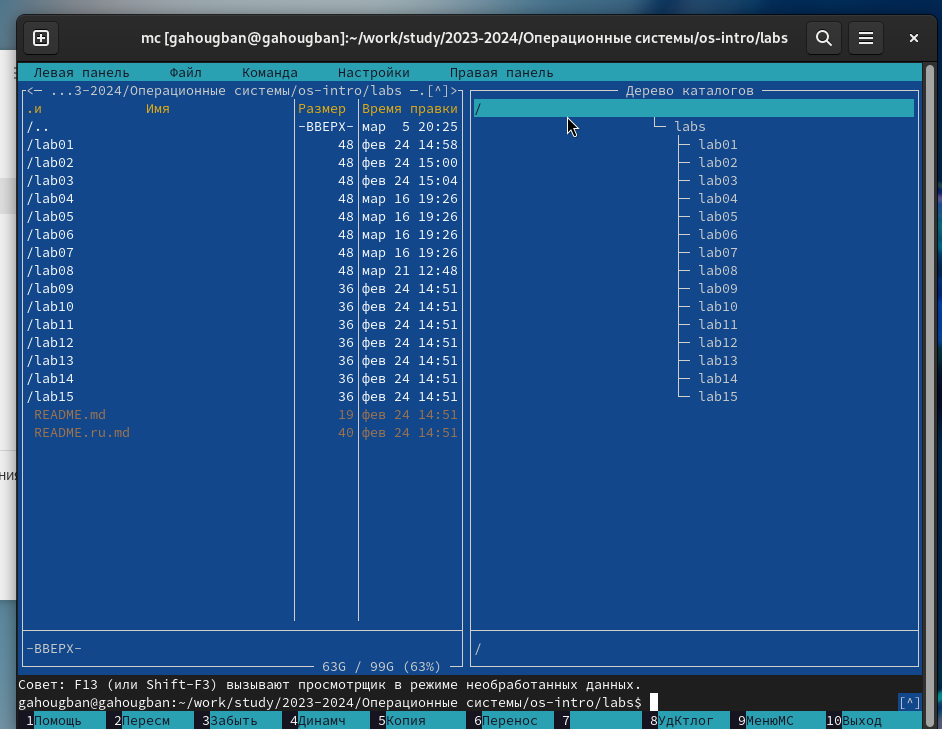 mc [gahougban@gahougban]:~/work/study/2023-2024/Операционные системы/os-intro/labs
Левая панель Файл Команда Настройки Правая панель
<─ ...3-2024/Операционные системы/os-intro/labs ─.[^]> Дерево каталогов
.и Имя Размер Время правки /
/.. -ВВЕРХ- мар 5 20:25 labs
/lab01 48 фев 24 14:58 lab01
/lab02 48 фев 24 15:00 lab02
/lab03 48 фев 24 15:04 lab03
/lab04 48 мар 16 19:26 lab04
/lab05 48 мар 16 19:26 lab05
/lab06 48 мар 16 19:26 lab06
/lab07 48 мар 16 19:26 lab07
/lab08 48 мар 21 12:48 lab08
/lab09 36 фев 24 14:51 lab09
/lab10 36 фев 24 14:51 lab10
/lab11 36 фев 24 14:51 lab11
/lab12 36 фев 24 14:51 lab12
/lab13 36 фев 24 14:51 lab13
/lab14 36 фев 24 14:51 lab14
/lab15 36 фев 24 14:51 lab15
README.md 19 фев 24 14:51
README.ru.md 40 фев 24 14:51
-ВВЕРХ- /
63G / 99G (63%)
Совет: F13 (или Shift-F3) вызывают просмотрщик в режиме необработанных данных.
gahougban@gahougban:~/work/study/2023-2024/Операционные системы/os-intro/labs$ [^]
1Помощь 2Пересм 3Забыть 4Динамч 5Копия 6Перенос 7 8УдКтлог 9МенюМС 10Выход